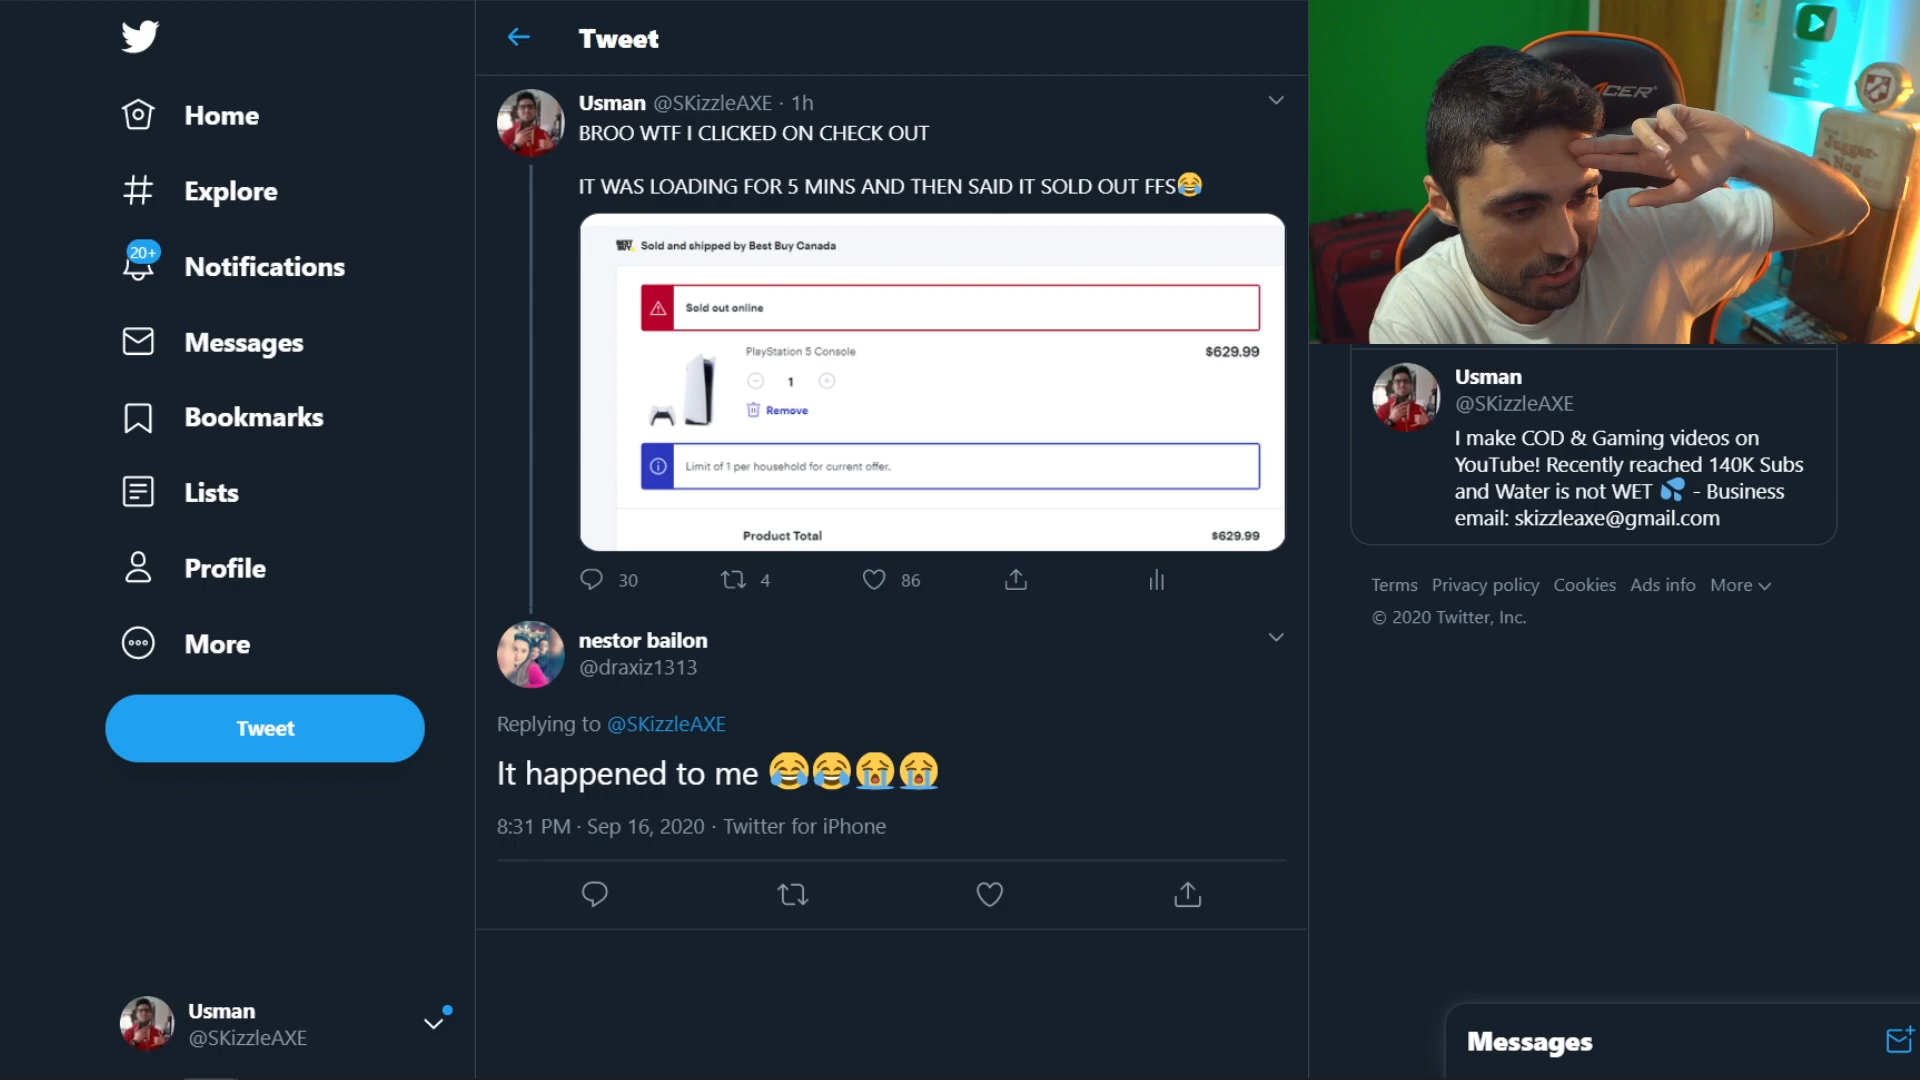 Tweet
Home
Explore
20+
Notifications
Messages
Bookmarks
Lists
Profile
More
Tweet
Usman
@SKizzleAXE
Usman @SKizzleAXE · 1h
BROO WTF I CLICKED ON CHECK OUT
IT WAS LOADING FOR 5 MINS AND THEN SAID IT SOLD OUT FFS😂
BEST BUY Sold and shipped by Best Buy Canada
Sold out online
PlayStation 5 Console $629.99
1
Remove
Limit of 1 per household for current offer.
Product Total $629.99
30 4 86
nestor bailon
@draxiz1313
Replying to @SKizzleAXE
It happened to me 😂😂😭😭
8:31 PM · Sep 16, 2020 · Twitter for iPhone
ACER
Jugger-
Nog
Usman
@SKizzleAXE
I make COD & Gaming videos on
YouTube! Recently reached 140K Subs
and Water is not WET 💦 - Business
email: skizzleaxe@gmail.com
Terms Privacy policy Cookies Ads info More
© 2020 Twitter, Inc.
Messages